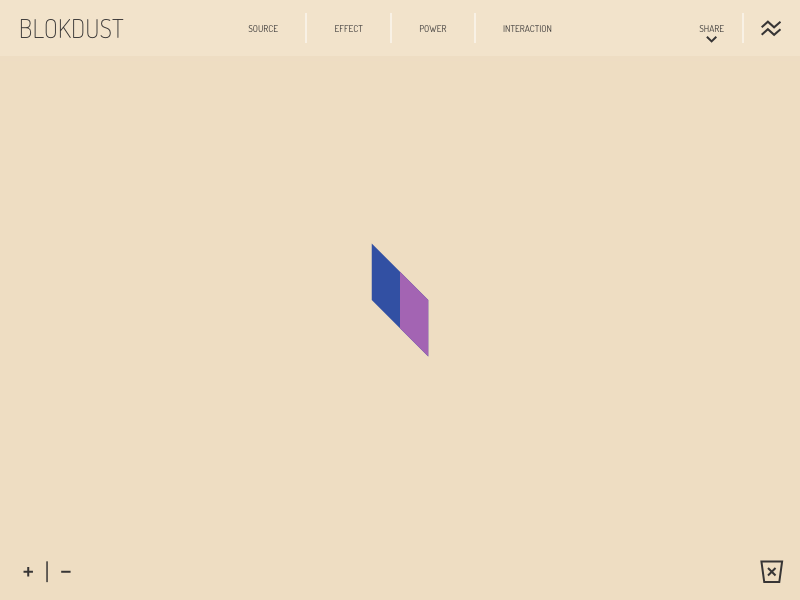 BLOKDUST
SOURCE
EFFECT
POWER
INTERACTION
SHARE
+ | −